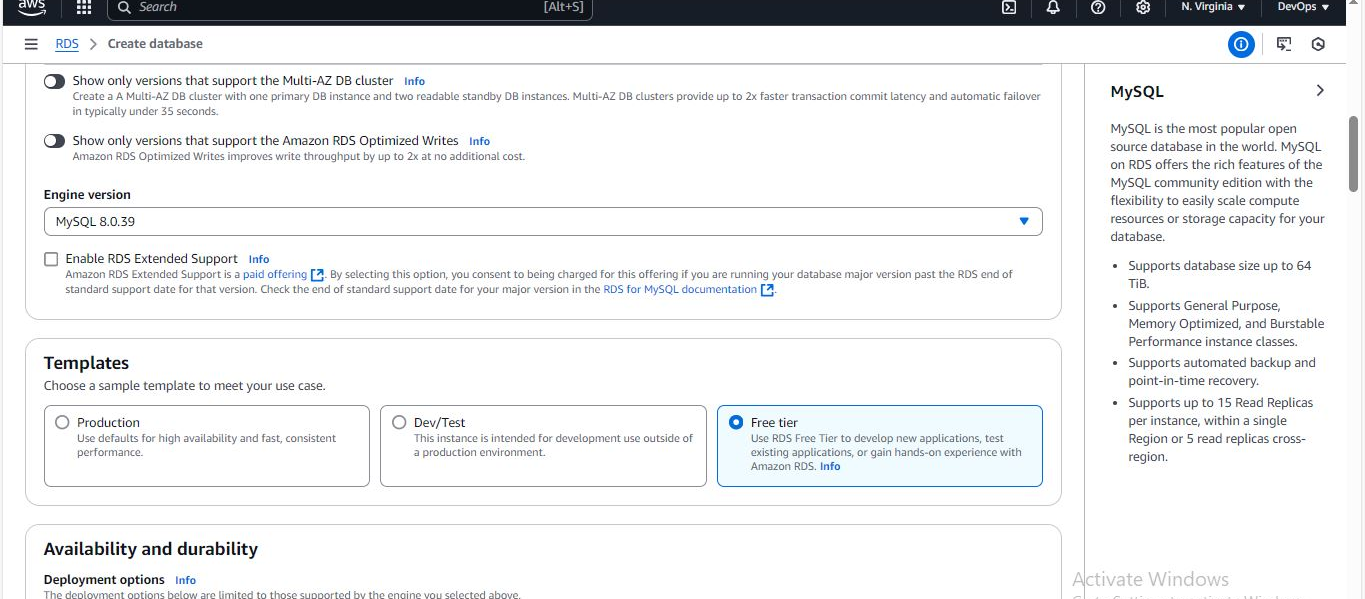 aws
Search
[Alt+S]
N. Virginia
DevOps
RDS
Create database
Show only versions that support the Multi-AZ DB cluster Info
Create a A Multi-AZ DB cluster with one primary DB instance and two readable standby DB instances. Multi-AZ DB clusters provide up to 2x faster transaction commit latency and automatic failover
in typically under 35 seconds.
Show only versions that support the Amazon RDS Optimized Writes Info
Amazon RDS Optimized Writes improves write throughput by up to 2x at no additional cost.
Engine version
MySQL 8.0.39
Enable RDS Extended Support Info
Amazon RDS Extended Support is a paid offering. By selecting this option, you consent to being charged for this offering if you are running your database major version past the RDS end of
standard support date for that version. Check the end of standard support date for your major version in the RDS for MySQL documentation.
Templates
Choose a sample template to meet your use case.
Production
Use defaults for high availability and fast, consistent
performance.
Dev/Test
This instance is intended for development use outside of
a production environment.
Free tier
Use RDS Free Tier to develop new applications, test
existing applications, or gain hands-on experience with
Amazon RDS. Info
Availability and durability
Deployment options Info
The deployment options below are limited to those supported by the engine you selected above.
MySQL
MySQL is the most popular open
source database in the world. MySQL
on RDS offers the rich features of the
MySQL community edition with the
flexibility to easily scale compute
resources or storage capacity for your
database.
• Supports database size up to 64
TiB.
• Supports General Purpose,
Memory Optimized, and Burstable
Performance instance classes.
• Supports automated backup and
point-in-time recovery.
• Supports up to 15 Read Replicas
per instance, within a single
Region or 5 read replicas cross-
region.
Activate Windows